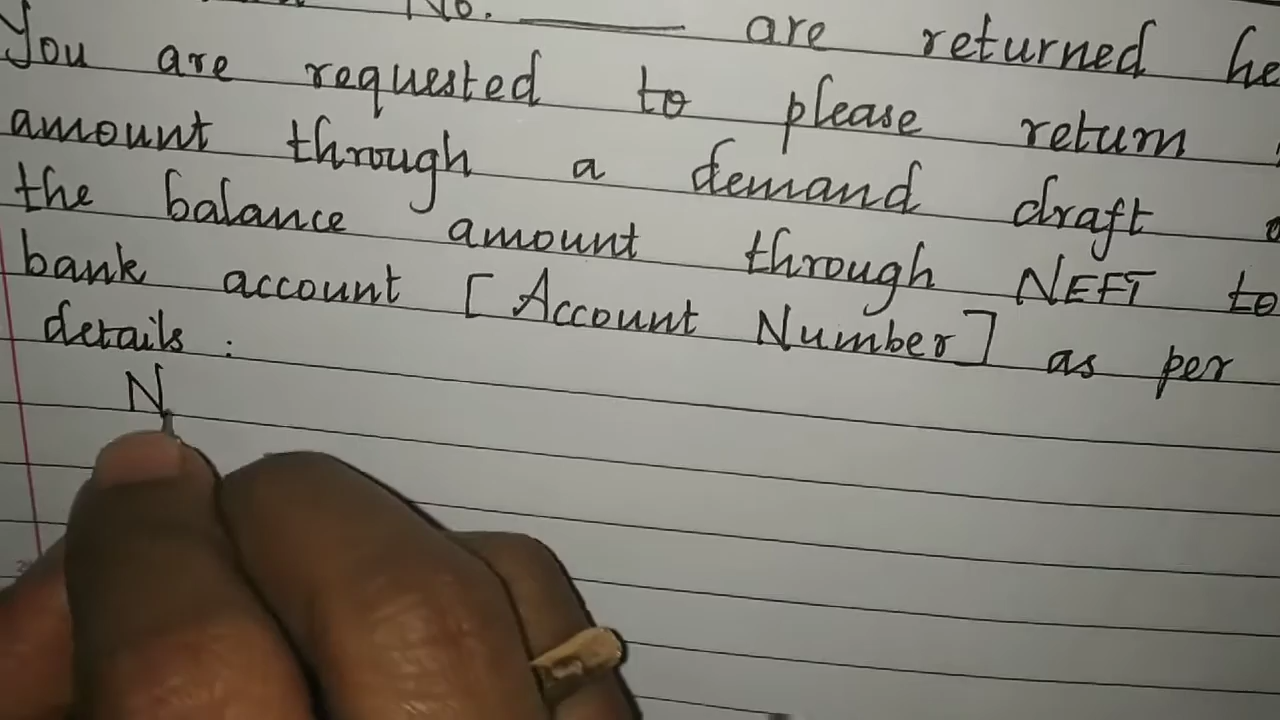 No. ______ are returned he
You are requested to please return
amount through a demand draft
the balance amount through NEFT to
bank account [Account Number] as per
details :
N